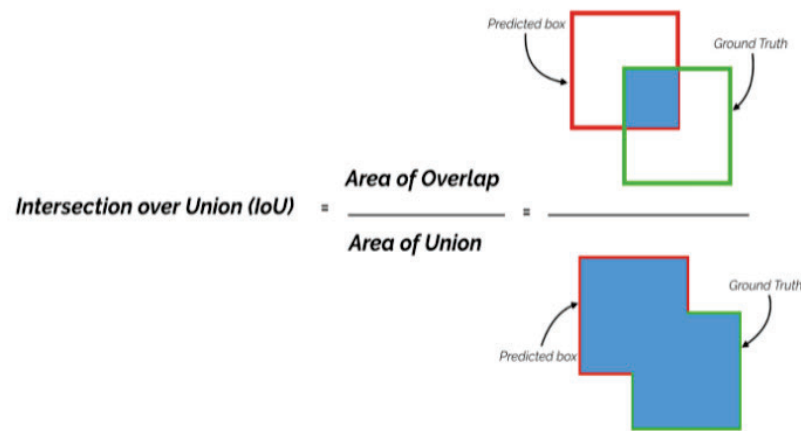 Predicted box
Ground Truth
Intersection over Union (IoU) = Area of Overlap =
Area of Union
Ground Truth
Predicted box